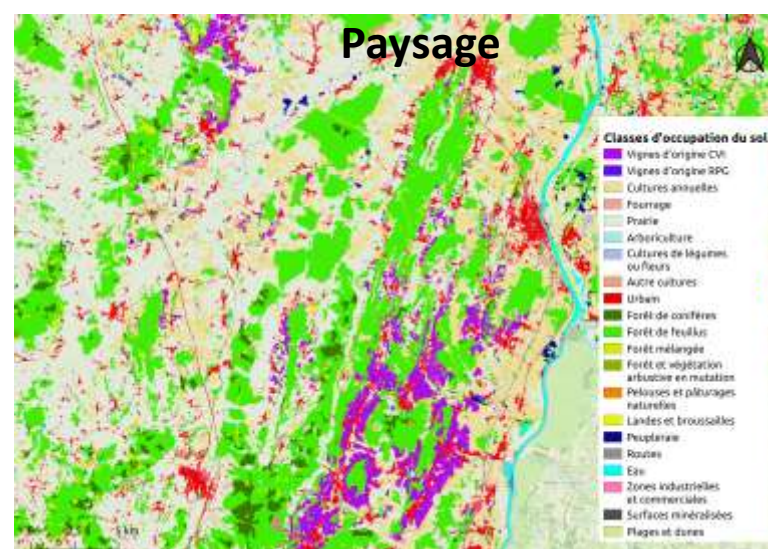 Paysage
Classes d'occupation du sol
Vignes d'origine CVI
Vignes d'origine RPG
Cultures annuelles
Fourrage
Prairie
Arboriculture
Cultures de légumes
ou fleurs
Autre cultures
Urbain
Forêt de conifères
Forêt de feuillus
Forêt mélangée
Forêt et végétation
arbustive en mutation
Pelouses et pâturages
naturelles
Landes et broussailles
Peupleraie
Routes
Eau
Zones industrielles
et commerciales
Surfaces minéralisées
Plages et dunes
5 km